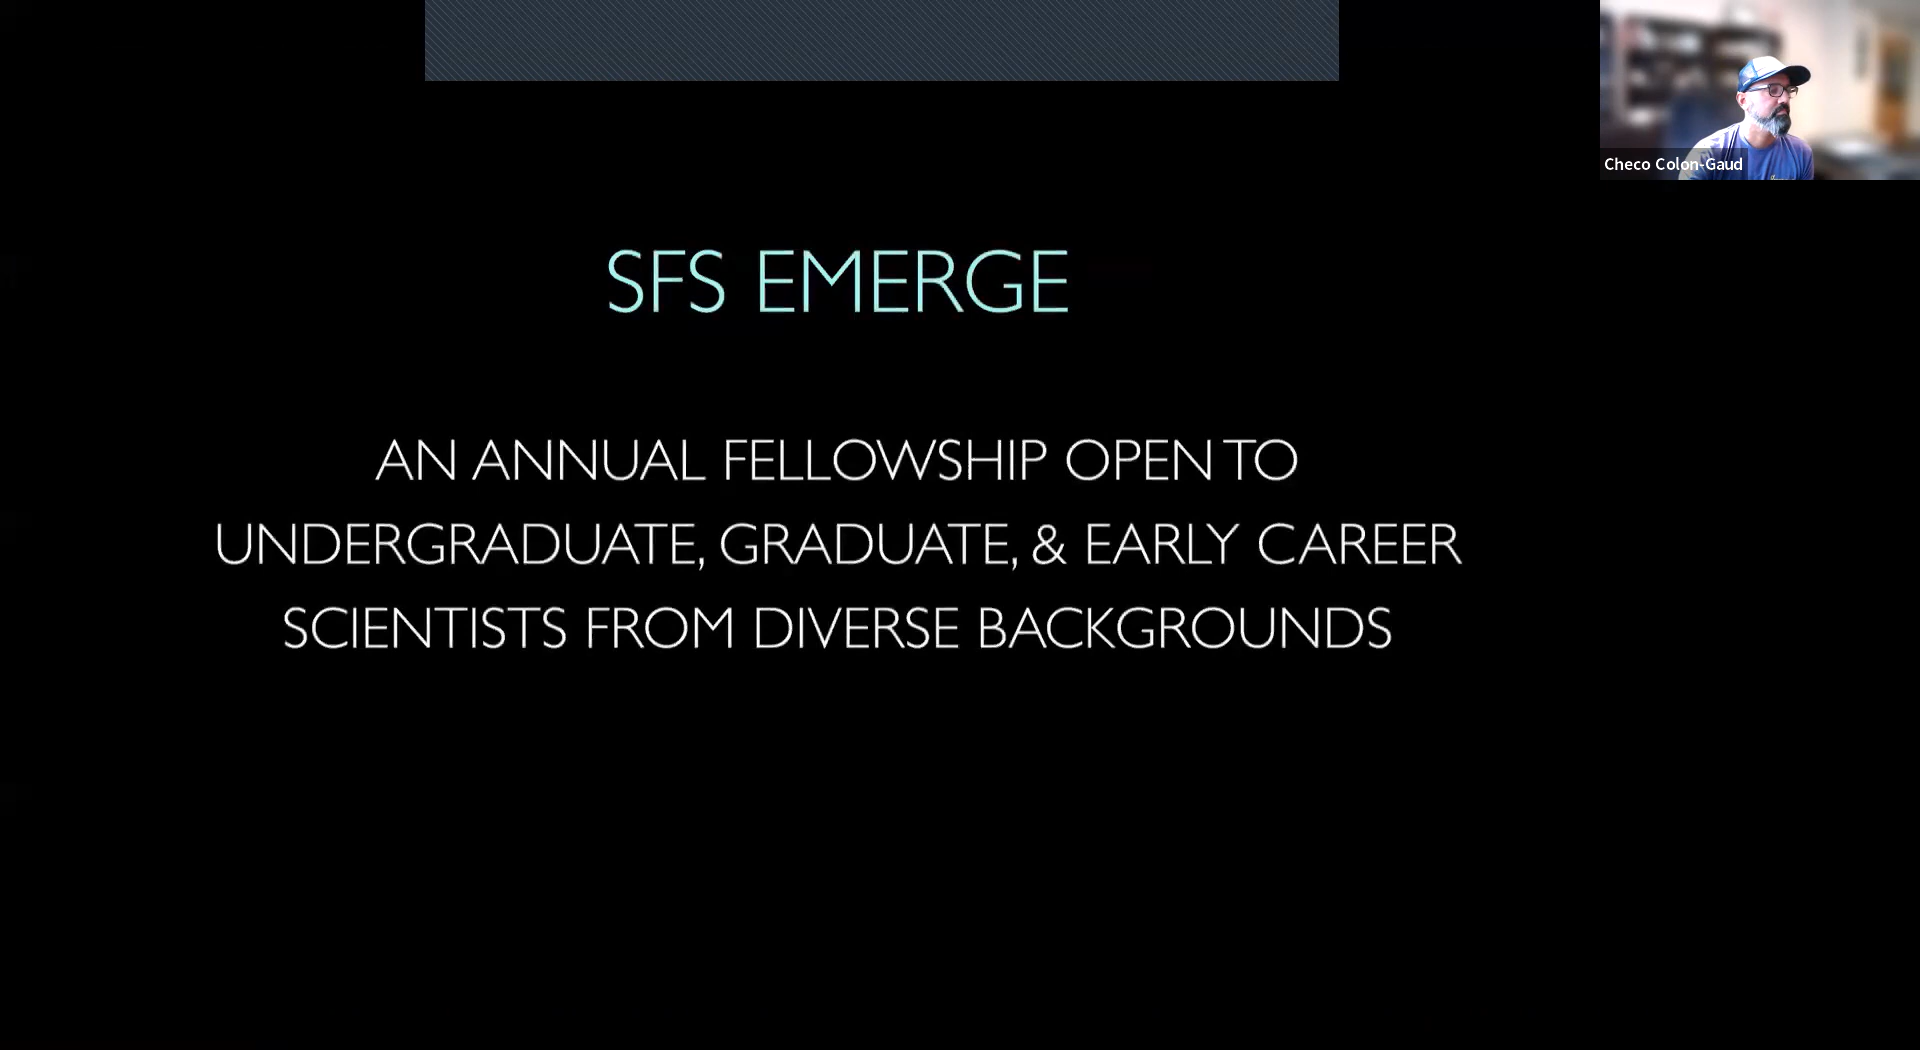 Checo Colon-Gaud
SFS EMERGE
AN ANNUAL FELLOWSHIP OPEN TO
UNDERGRADUATE, GRADUATE, & EARLY CAREER
SCIENTISTS FROM DIVERSE BACKGROUNDS